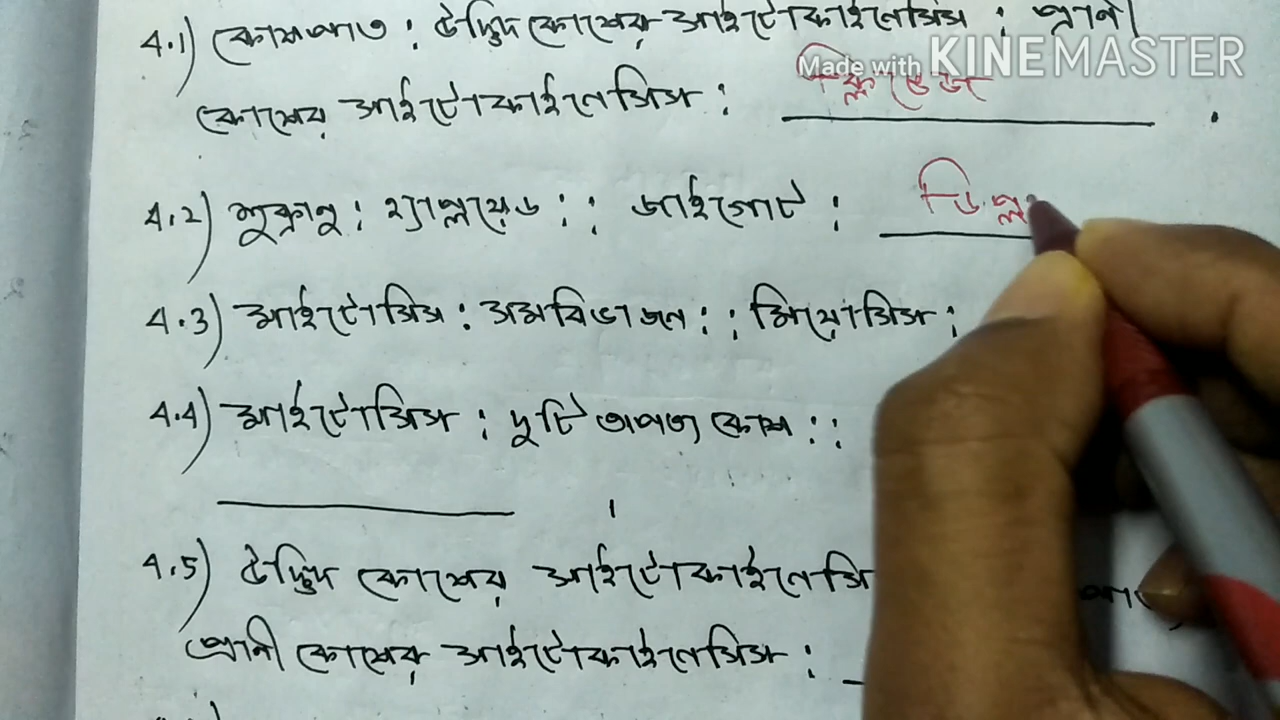 4.1) কোষপাত : উদ্ভিদ কোষের সাইটোকাইনেসিস : প্রানী
Made with KINEMASTER
কোষের সাইটোকাইনেসিস : ক্লিভেজ .
4.2) শুক্রানু : হ্যাপ্লয়েড : : জাইগোট : ডিপ্ল
4.3) মাইটোসিস : সমবিভাজন : : মিয়োসিস :
4.4) মাইটোসিস : দুটি অপত্য কোষ : :
।
4.5) উদ্ভিদ কোষের সাইটোকাইনেসি
প্রানী কোষের সাইটোকাইনেসিস :